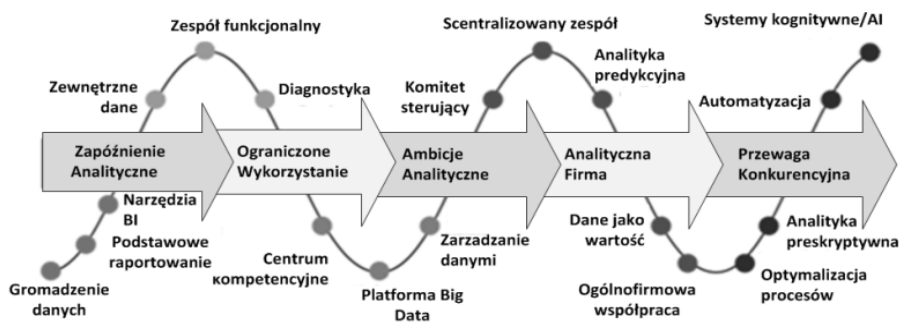 Zespół funkcjonalny
Scentralizowany zespół
Systemy kognitywne/AI
Zewnętrzne
dane
Diagnostyka
Komitet
sterujący
Analityka
predykcyjna
Automatyzacja
Zapóźnienie
Analityczne
Ograniczone
Wykorzystanie
Ambicje
Analityczne
Analityczna
Firma
Przewaga
Konkurencyjna
Narzędzia
BI
Podstawowe
raportowanie
Gromadzenie
danych
Centrum
kompetencyjne
Platforma Big
Data
Zarzadzanie
danymi
Dane jako
wartość
Ogólnofirmowa
współpraca
Analityka
preskryptywna
Optymalizacja
procesów